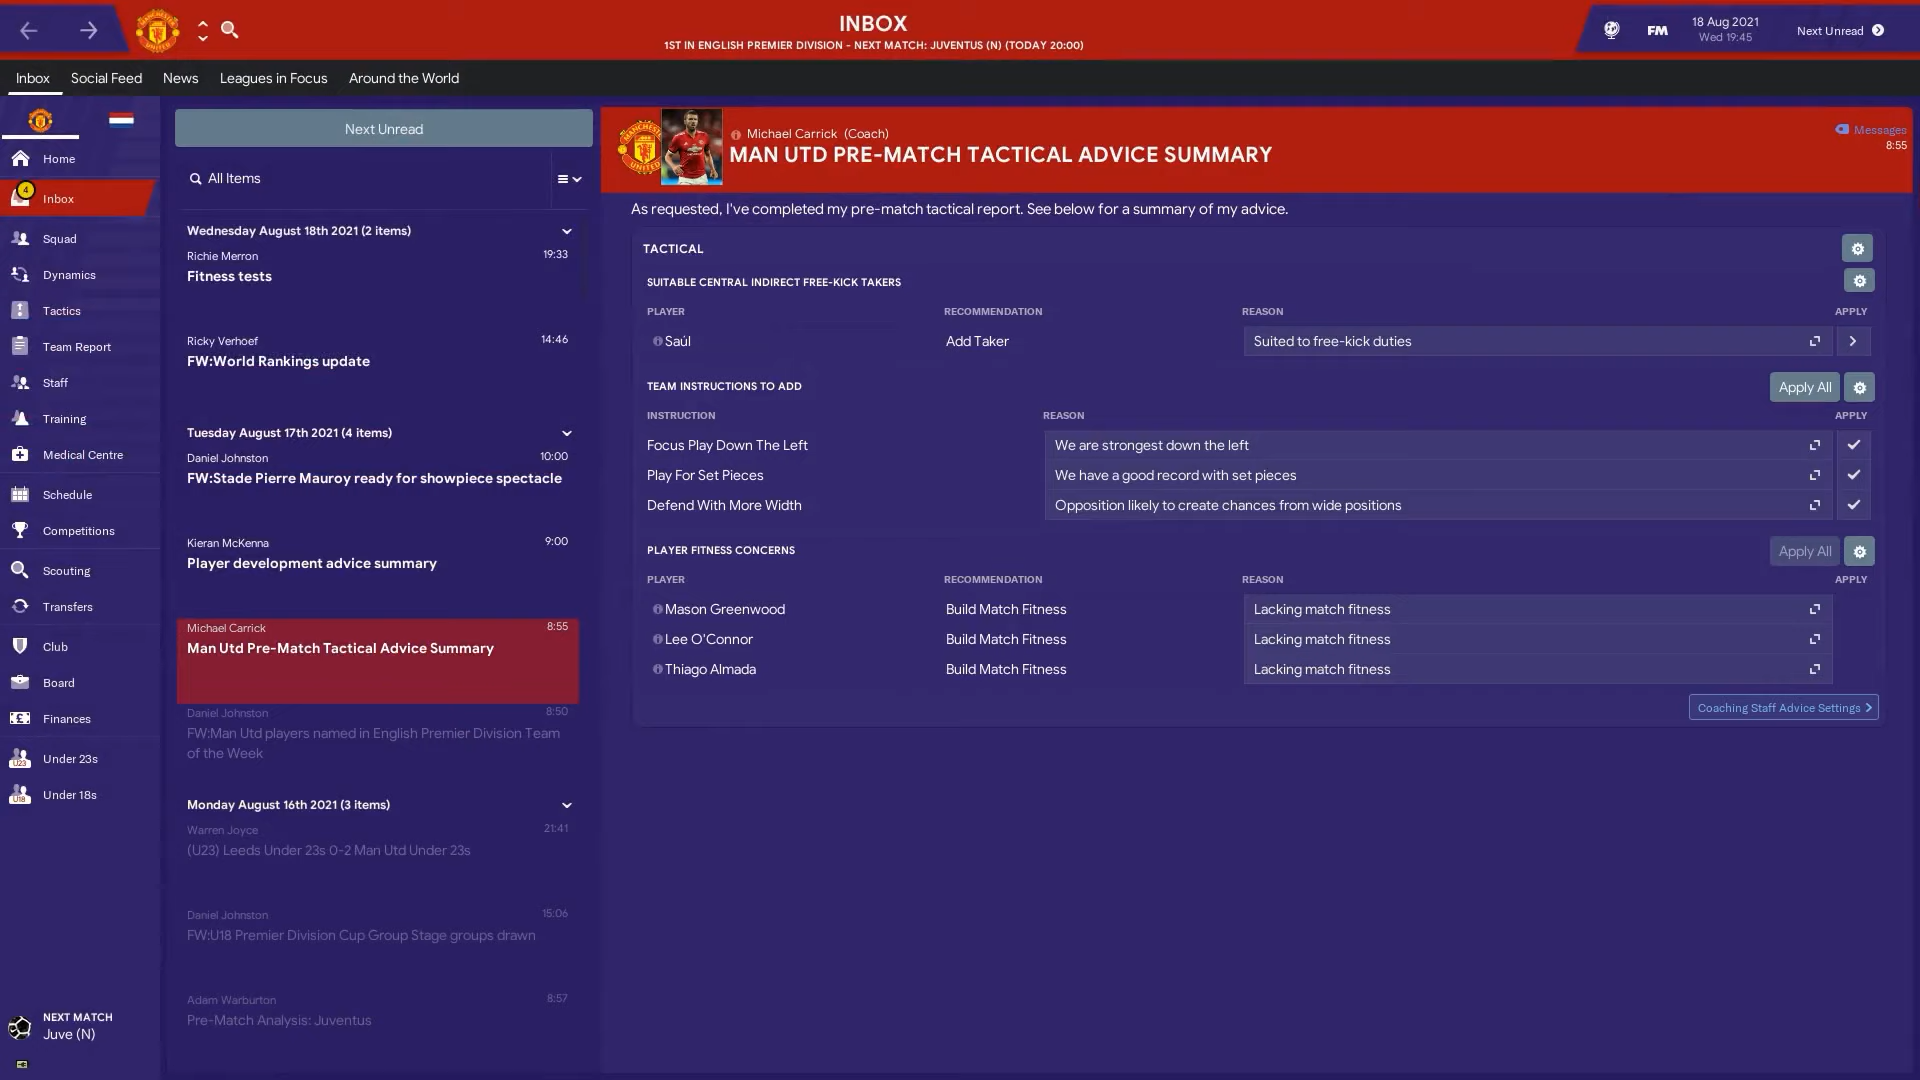 INBOX
1ST IN ENGLISH PREMIER DIVISION - NEXT MATCH: JUVENTUS (N) (TODAY 20:00)
FM
18 Aug 2021
Wed 19:45
Next Unread
Inbox
Social Feed
News
Leagues in Focus
Around the World
Home
4
Inbox
Squad
Dynamics
Tactics
Team Report
Staff
Training
Medical Centre
Schedule
Competitions
Scouting
Transfers
Club
Board
Finances
U23
Under 23s
U18
Under 18s
NEXT MATCH
Juve (N)
Next Unread
All Items
Wednesday August 18th 2021 (2 items)
Richie Merron 19:33
Fitness tests
Ricky Verhoef 14:46
FW:World Rankings update
Tuesday August 17th 2021 (4 items)
Daniel Johnston 10:00
FW:Stade Pierre Mauroy ready for showpiece spectacle
Kieran McKenna 9:00
Player development advice summary
Michael Carrick 8:55
Man Utd Pre-Match Tactical Advice Summary
Daniel Johnston 8:50
FW:Man Utd players named in English Premier Division Team
of the Week
Monday August 16th 2021 (3 items)
Warren Joyce 21:41
(U23) Leeds Under 23s 0-2 Man Utd Under 23s
Daniel Johnston 15:06
FW:U18 Premier Division Cup Group Stage groups drawn
Adam Warburton 8:57
Pre-Match Analysis: Juventus
MANCHESTER
UNITED
Michael Carrick (Coach)
MAN UTD PRE-MATCH TACTICAL ADVICE SUMMARY
Messages
8:55
As requested, I've completed my pre-match tactical report. See below for a summary of my advice.
TACTICAL
SUITABLE CENTRAL INDIRECT FREE-KICK TAKERS
PLAYER RECOMMENDATION REASON APPLY
Saúl Add Taker Suited to free-kick duties
TEAM INSTRUCTIONS TO ADD Apply All
INSTRUCTION REASON APPLY
Focus Play Down The Left We are strongest down the left
Play For Set Pieces We have a good record with set pieces
Defend With More Width Opposition likely to create chances from wide positions
PLAYER FITNESS CONCERNS Apply All
PLAYER RECOMMENDATION REASON APPLY
Mason Greenwood Build Match Fitness Lacking match fitness
Lee O'Connor Build Match Fitness Lacking match fitness
Thiago Almada Build Match Fitness Lacking match fitness
Coaching Staff Advice Settings